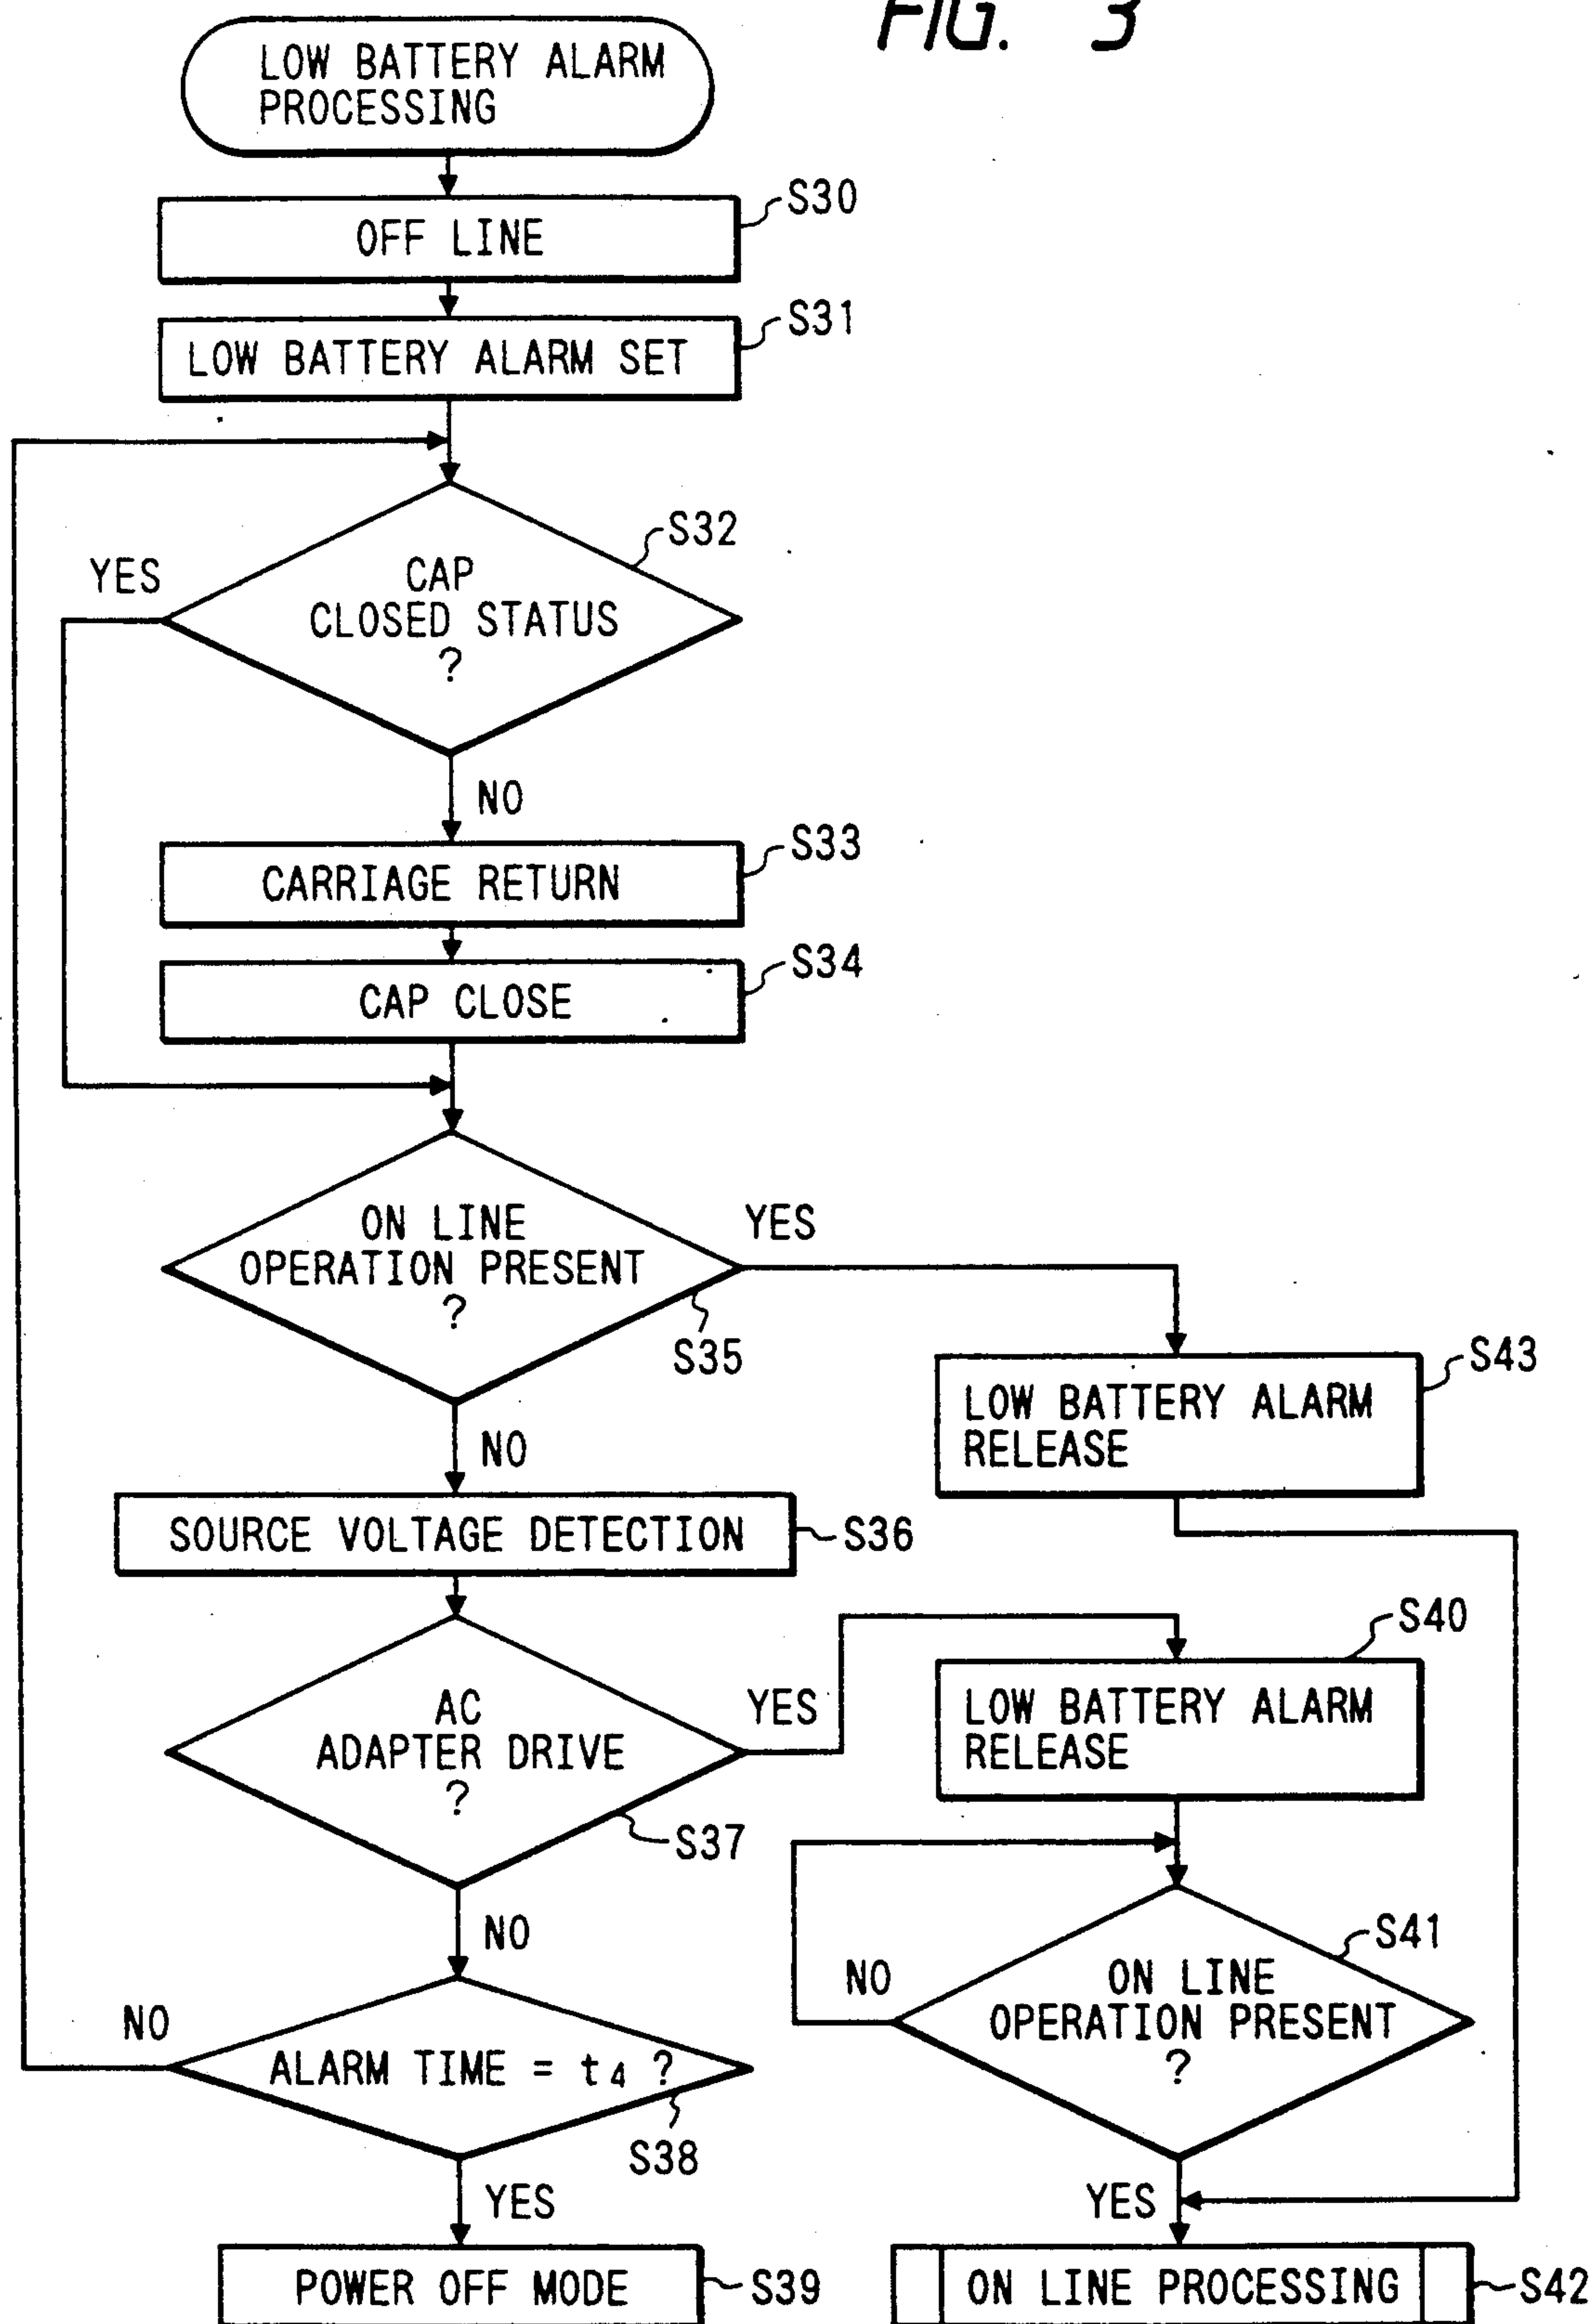 FIG. 3
LOW BATTERY ALARM
PROCESSING
S30
OFF LINE
S31
LOW BATTERY ALARM SET
S32
YES
CAP
CLOSED STATUS
?
NO
S33
CARRIAGE RETURN
S34
CAP CLOSE
ON LINE
OPERATION PRESENT
?
YES
S35
S43
LOW BATTERY ALARM
RELEASE
NO
SOURCE VOLTAGE DETECTION
S36
S40
AC
ADAPTER DRIVE
?
YES
LOW BATTERY ALARM
RELEASE
S37
NO
S41
NO
ON LINE
OPERATION PRESENT
?
NO
ALARM TIME = t4 ?
S38
YES
YES
POWER OFF MODE
S39
ON LINE PROCESSING
S42